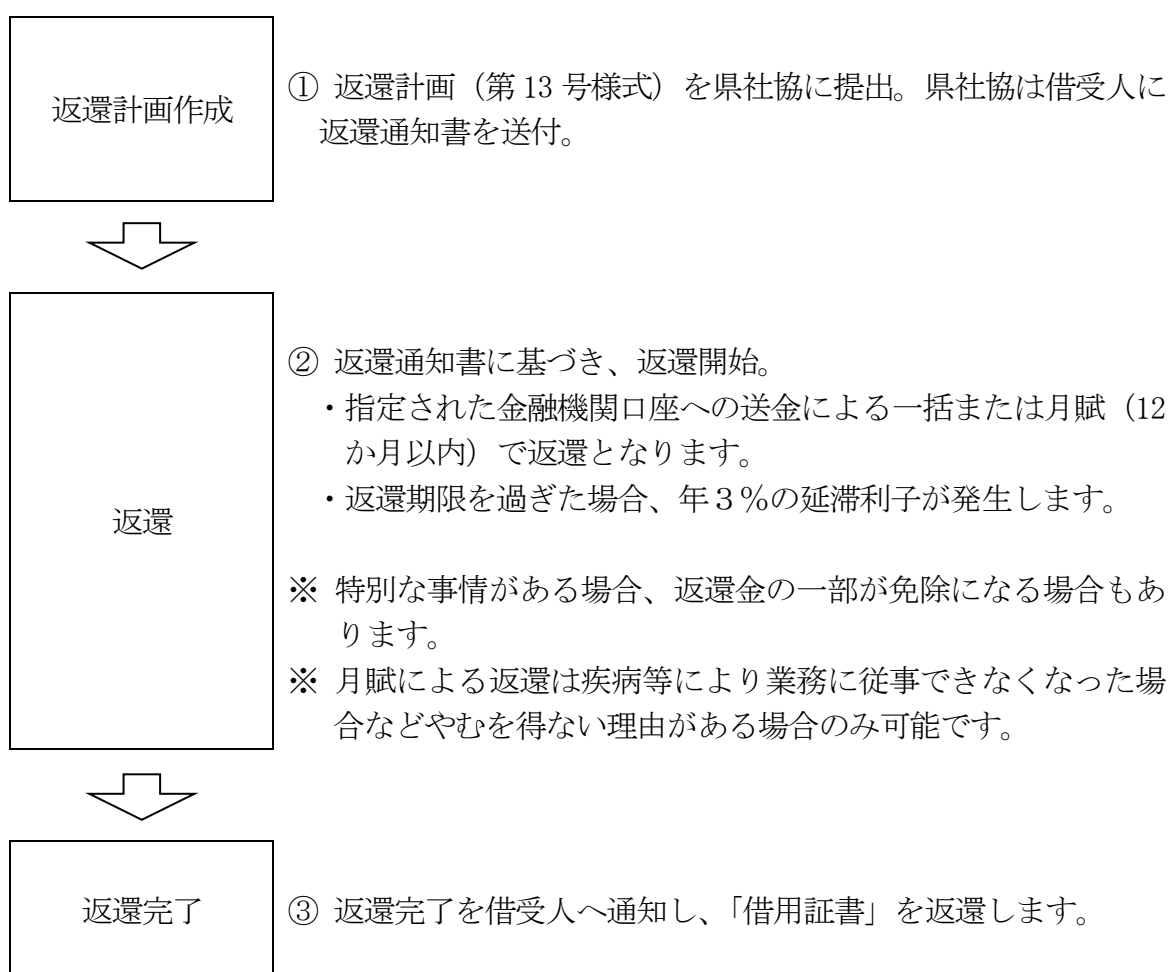 返還計画作成
① 返還計画（第 13 号様式）を県社協に提出。県社協は借受人に
返還通知書を送付。
返還
② 返還通知書に基づき、返還開始。
・指定された金融機関口座への送金による一括または月賦（12
か月以内）で返還となります。
・返還期限を過ぎた場合、年３％の延滞利子が発生します。
※ 特別な事情がある場合、返還金の一部が免除になる場合もあ
ります。
※ 月賦による返還は疾病等により業務に従事できなくなった場
合などやむを得ない理由がある場合のみ可能です。
返還完了
③ 返還完了を借受人へ通知し、「借用証書」を返還します。